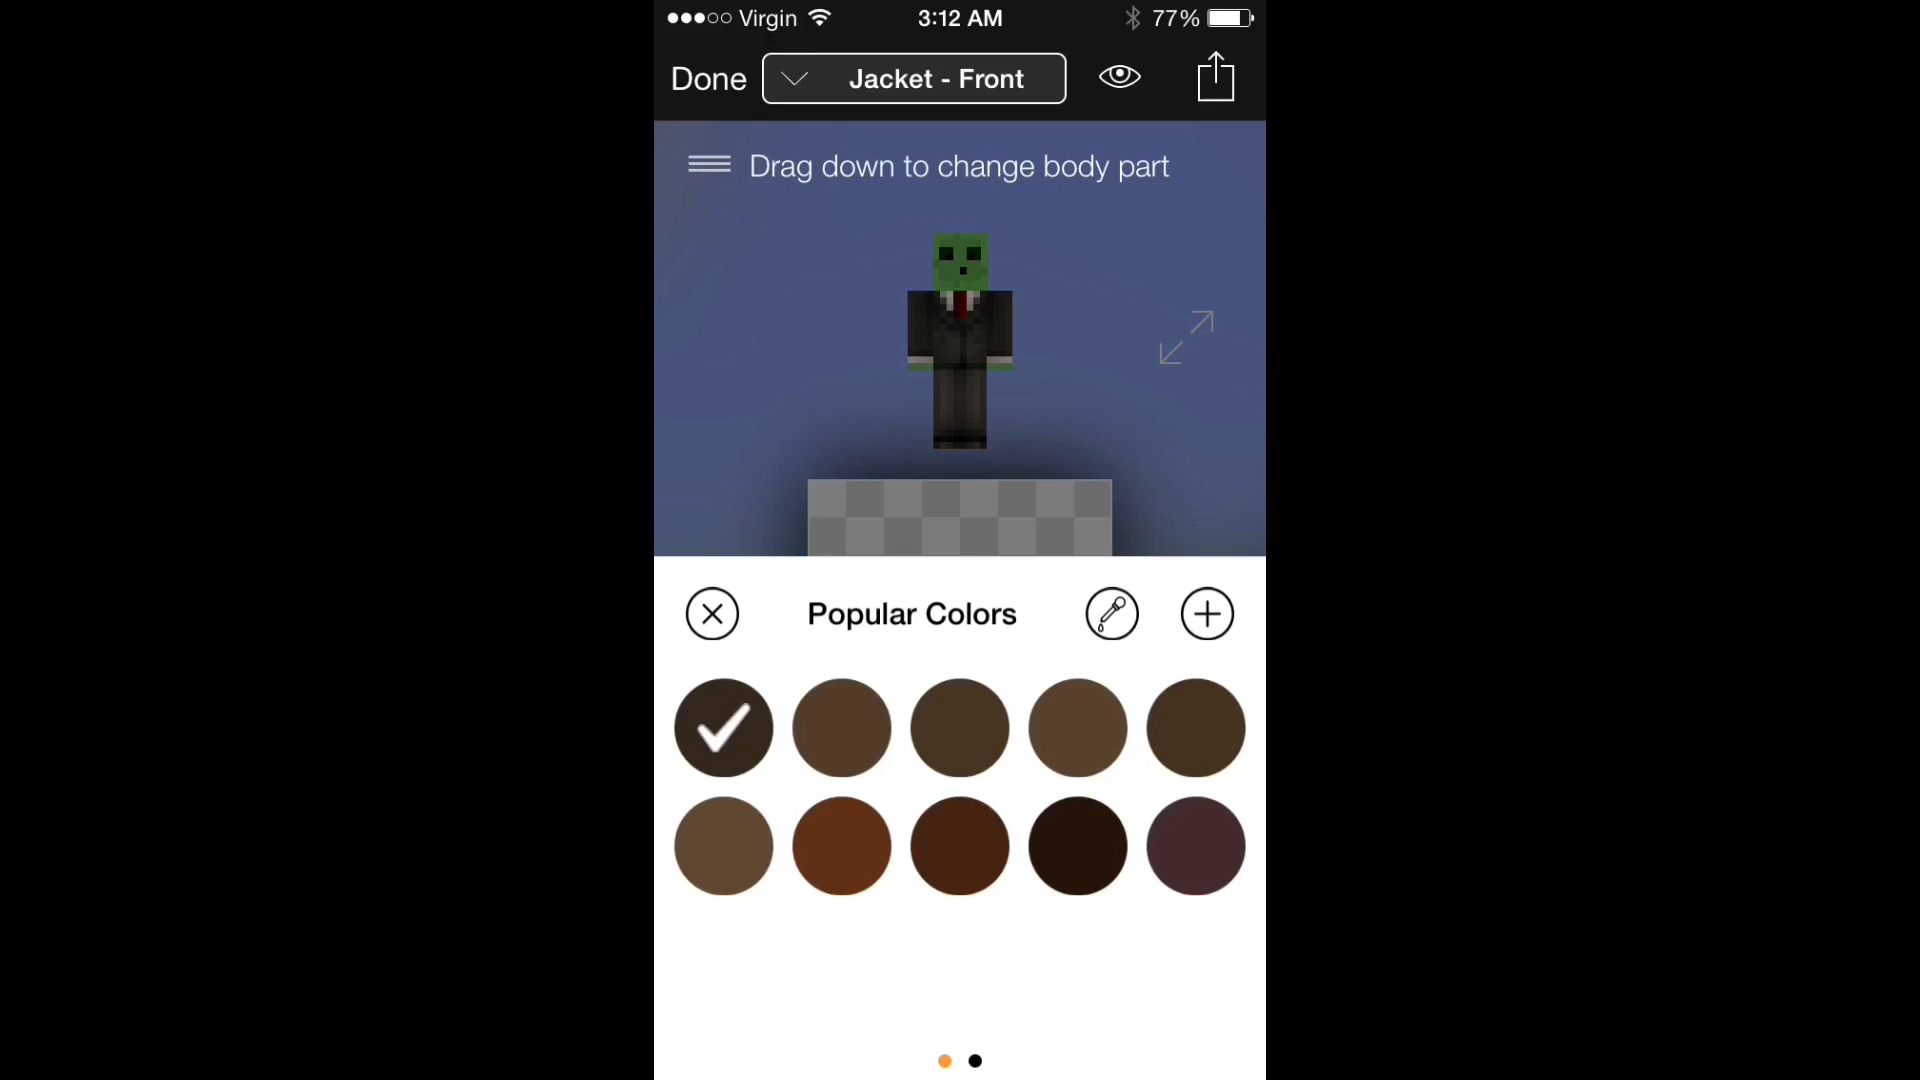 Virgin 3:12 AM 77%
Done Jacket - Front
Drag down to change body part
Popular Colors